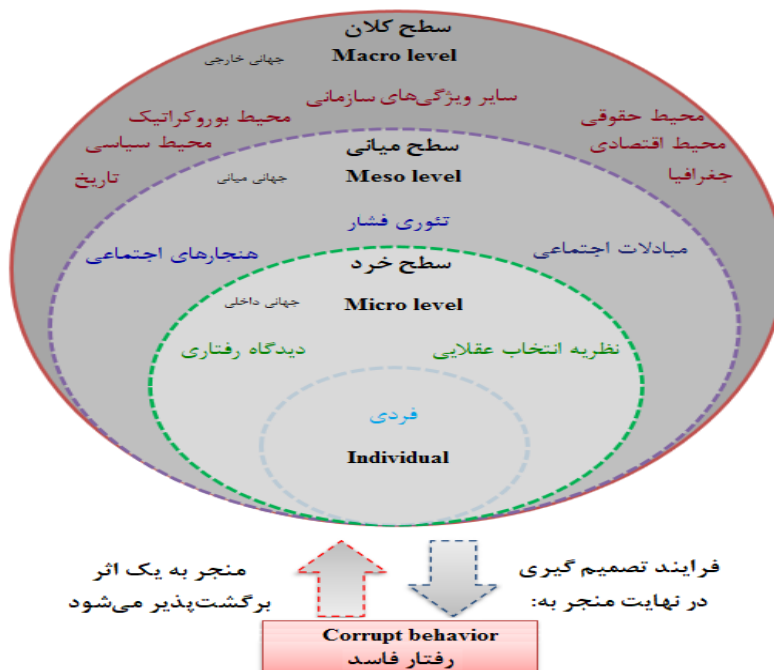 سطح کلان
Macro level
جهانی خارجی
سایر ویژگی‌های سازمانی
محیط حقوقی
محیط بوروکراتیک
محیط اقتصادی
محیط سیاسی
جغرافیا
تاریخ
سطح میانی
Meso level
جهانی میانی
تئوری فشار
مبادلات اجتماعی
هنجارهای اجتماعی
سطح خرد
Micro level
جهانی داخلی
نظریه انتخاب عقلایی
دیدگاه رفتاری
فردی
Individual
فرایند تصمیم گیری
در نهایت منجر به:
منجر به یک اثر
برگشت‌پذیر می‌شود
Corrupt behavior
رفتار فاسد